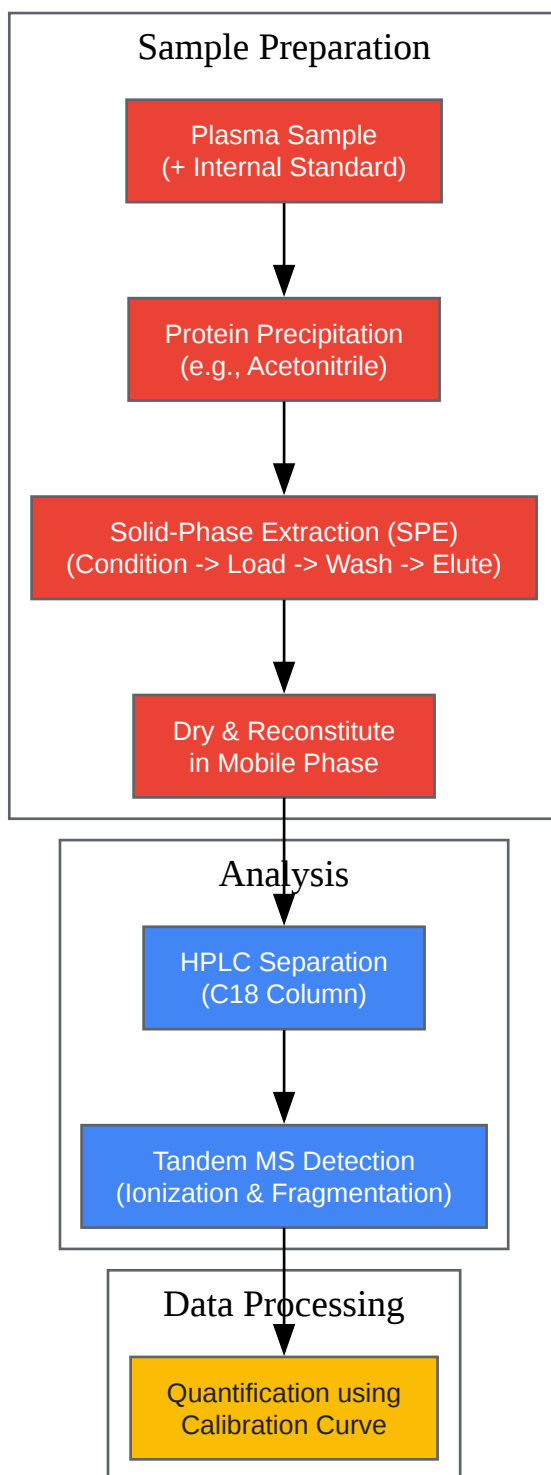 Sample Preparation
Plasma Sample
(+ Internal Standard)
Protein Precipitation
(e.g., Acetonitrile)
Solid-Phase Extraction (SPE)
(Condition -> Load -> Wash -> Elute)
Dry & Reconstitute
in Mobile Phase
Analysis
HPLC Separation
(C18 Column)
Tandem MS Detection
(Ionization & Fragmentation)
Data Processing
Quantification using
Calibration Curve